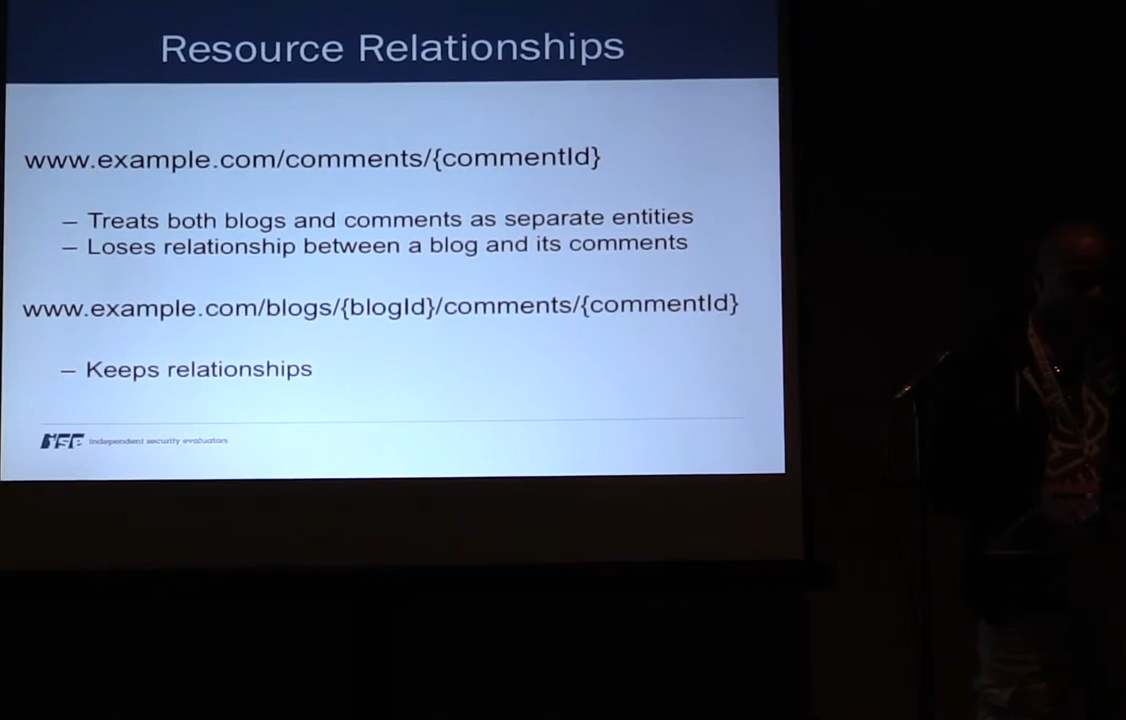 Resource Relationships
www.example.com/comments/{commentId}
– Treats both blogs and comments as separate entities
– Loses relationship between a blog and its comments
www.example.com/blogs/{blogId}/comments/{commentId}
– Keeps relationships
ise independent security evaluators